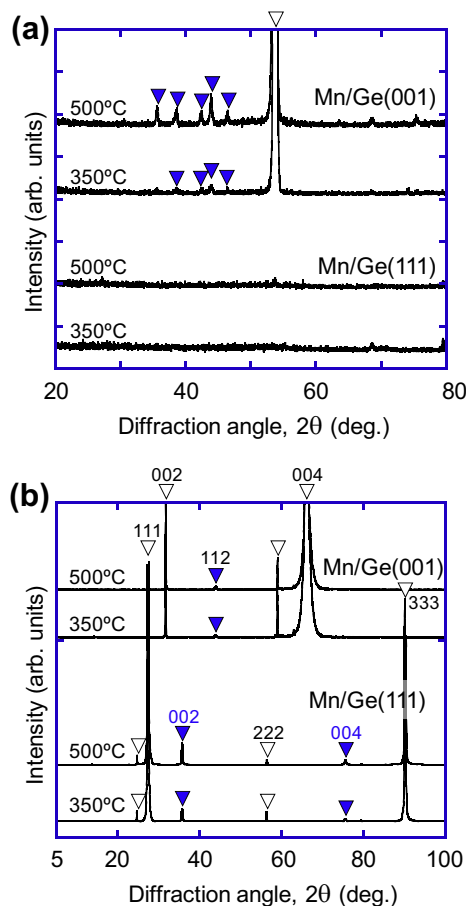 (a)
500ºC
Mn/Ge(001)
350ºC
500ºC
Mn/Ge(111)
350ºC
Intensity (arb. units)
20 40 60 80
Diffraction angle, 2θ (deg.)
(b)
002 004
111
112
500ºC
Mn/Ge(001)
350ºC
333
Mn/Ge(111)
002 222 004
500ºC
350ºC
Intensity (arb. units)
5 20 40 60 80 100
Diffraction angle, 2θ (deg.)